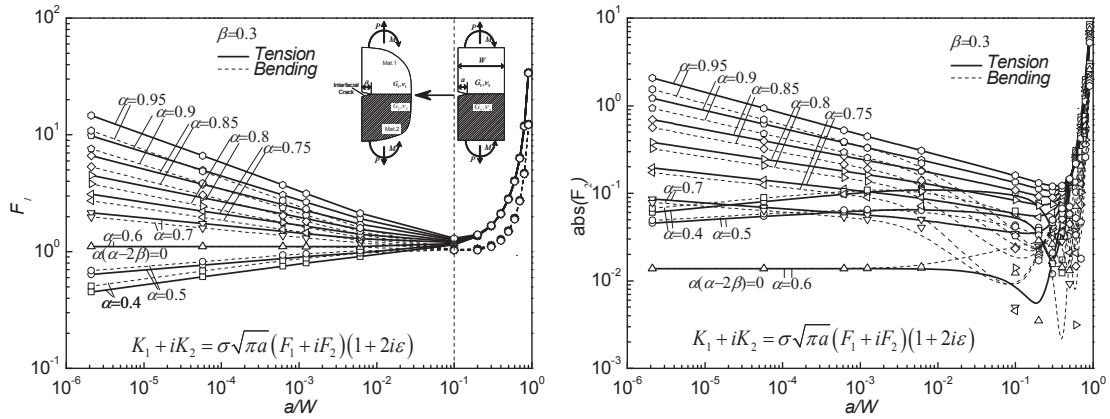 10²
β=0.3
Tension
Bending
α=0.95
α=0.9
α=0.85
α=0.8
α=0.75
10¹
F₁
α=0.7
α=0.6
α(α−2β)=0
10⁰
α=0.5
α=0.4
K₁ + iK₂ = σ√πa (F₁ + iF₂)(1 + 2iε)
10⁻¹
10⁻⁶ 10⁻⁵ 10⁻⁴ 10⁻³ 10⁻² 10⁻¹ 10⁰
a/W
P
M
Mat.1
a
G₁,ν₁
Interfacial
Crack
Mat.2
P
P
W
a
G₁,ν₁
P
10¹
β=0.3
Tension
Bending
α=0.95
α=0.9
α=0.85
α=0.8
α=0.75
10⁰
abs(F₂)
10⁻¹
α=0.7
α=0.4
α=0.5
10⁻²
α(α−2β)=0
α=0.6
K₁ + iK₂ = σ√πa (F₁ + iF₂)(1 + 2iε)
10⁻³
10⁻⁶ 10⁻⁵ 10⁻⁴ 10⁻³ 10⁻² 10⁻¹ 10⁰
a/W